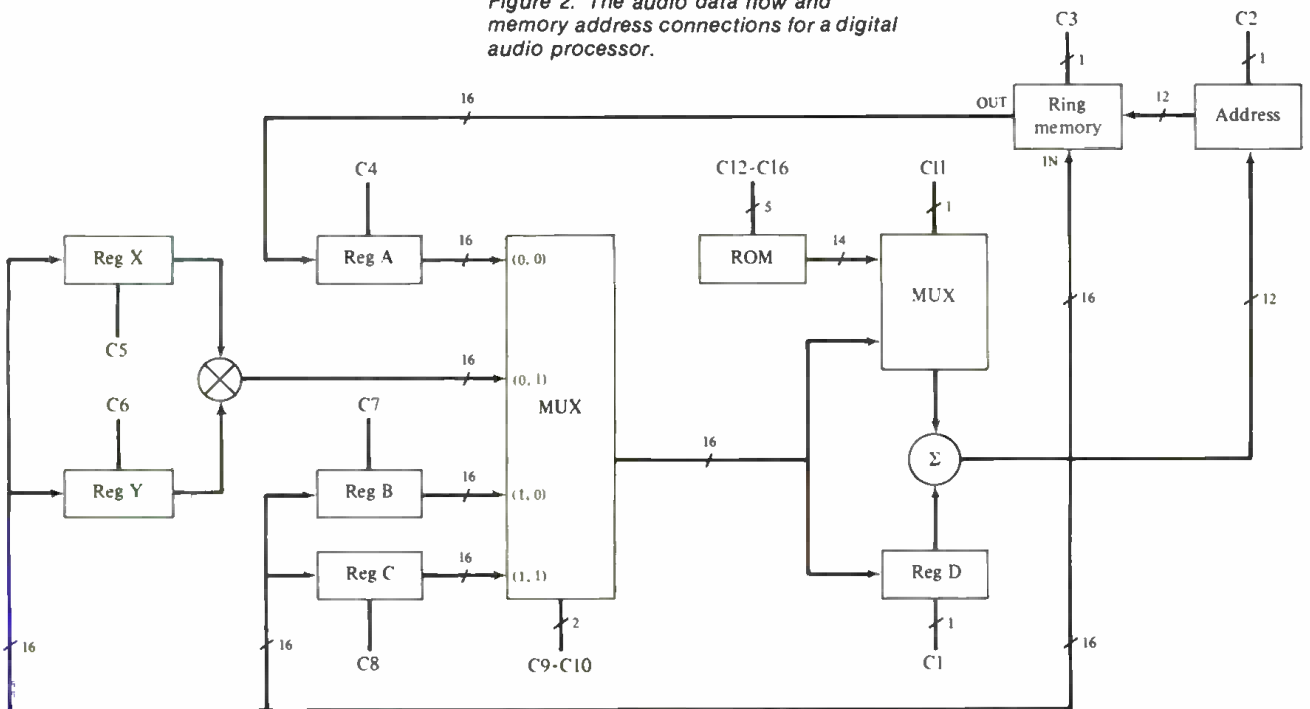 Figure 2. The audio data flow and
memory address connections for a digital
audio processor.
C3
C2
1
1
16
OUT
Ring
memory
12
Address
IN
C4
C12-C16
C11
5
1
Reg X
Reg A
16
(0, 0)
ROM
14
MUX
C5
16
12
16
(0, 1)
MUX
C6
C7
16
Σ
Reg Y
Reg B
16
(1, 0)
Reg C
16
(1, 1)
Reg D
16
16
2
1
16
C8
C9-C10
C1